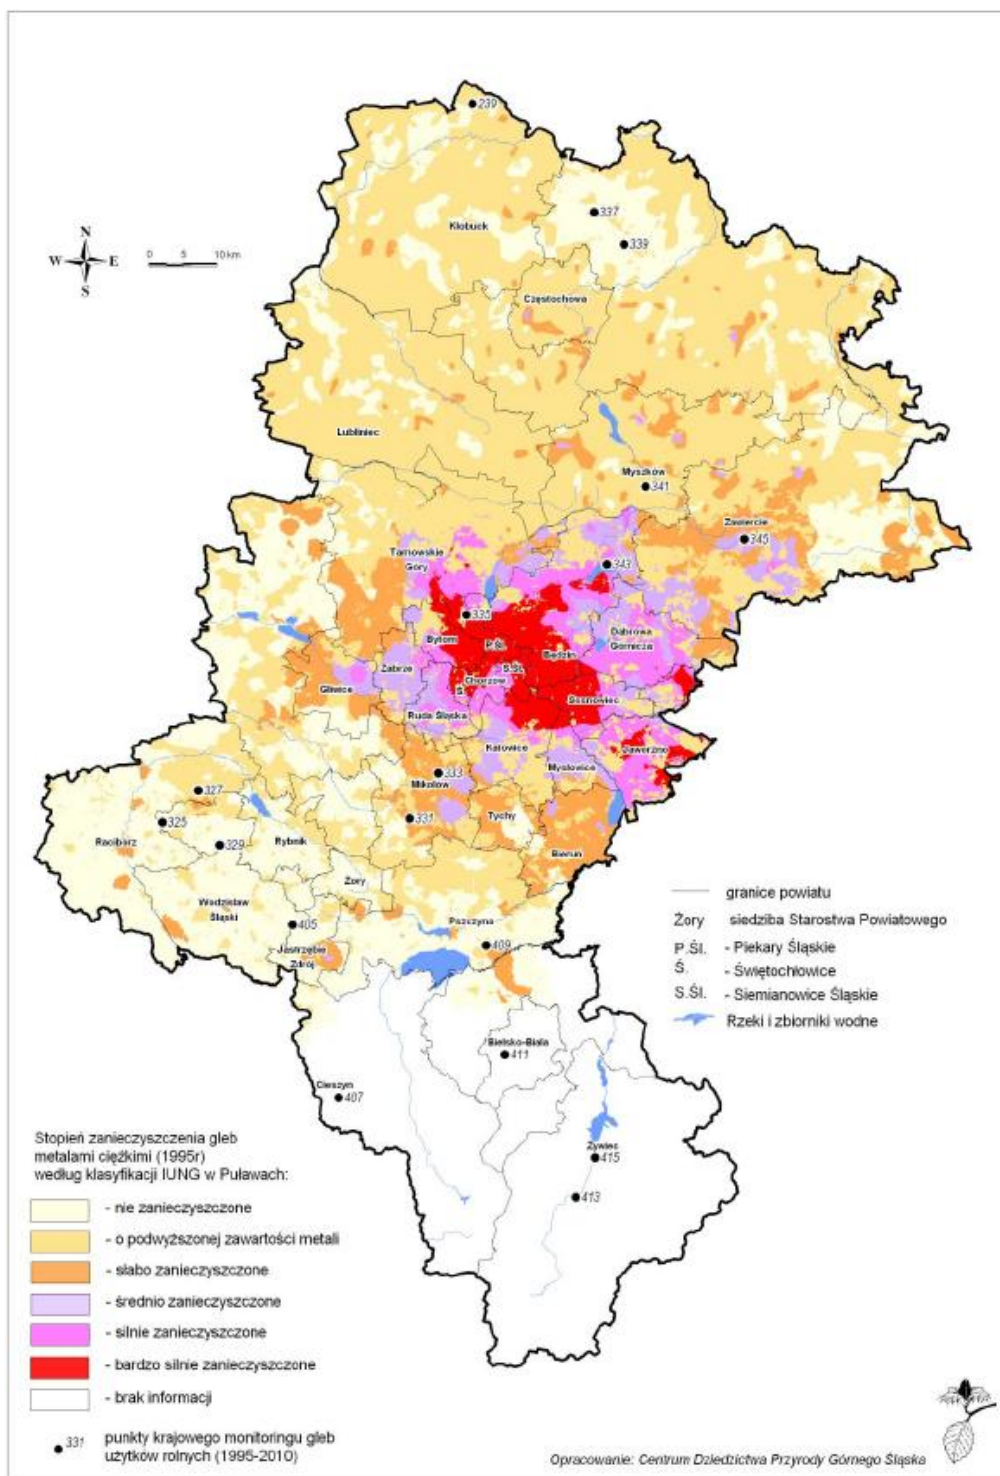 239
337
339
Kłobuck
N
W E
S
0 5 10 km
Częstochowa
Lubliniec
Myszków
341
Zawiercie
345
Tarnowskie
Góry
343
335
Bytom
P.Śl.
Dąbrowa
Górnicza
Będzin
Zabrze
S.Śl.
Chorzów
Ś.
Gliwice
Sosnowiec
Ruda Śląska
Katowice
Jaworzno
Mysłowice
333
Mikołów
327
331
Tychy
325
Racibórz
329
Rybnik
Bieruń
Żory
Wodzisław
Śląski
405
Pszczyna
409
Jastrzębie
Zdrój
granice powiatu
Żory siedziba Starostwa Powiatowego
P.Śl. - Piekary Śląskie
Ś. - Świętochłowice
S.Śl. - Siemianowice Śląskie
Rzeki i zbiorniki wodne
Bielsko-Biała
411
Cieszyn
407
Żywiec
415
413
Stopień zanieczyszczenia gleb
metalami ciężkimi (1995r)
według klasyfikacji IUNG w Puławach:
- nie zanieczyszczone
- o podwyższonej zawartości metali
- słabo zanieczyszczone
- średnio zanieczyszczone
- silnie zanieczyszczone
- bardzo silnie zanieczyszczone
- brak informacji
331 punkty krajowego monitoringu gleb
użytków rolnych (1995-2010)
Opracowanie: Centrum Dziedzictwa Przyrody Górnego Śląska